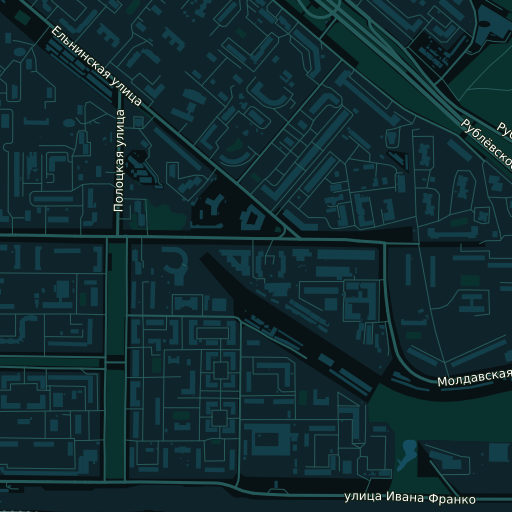 Ельнинская улица
Полоцкая улица
Рублёвско
Руб
Молдавская
улица Ивана Франко